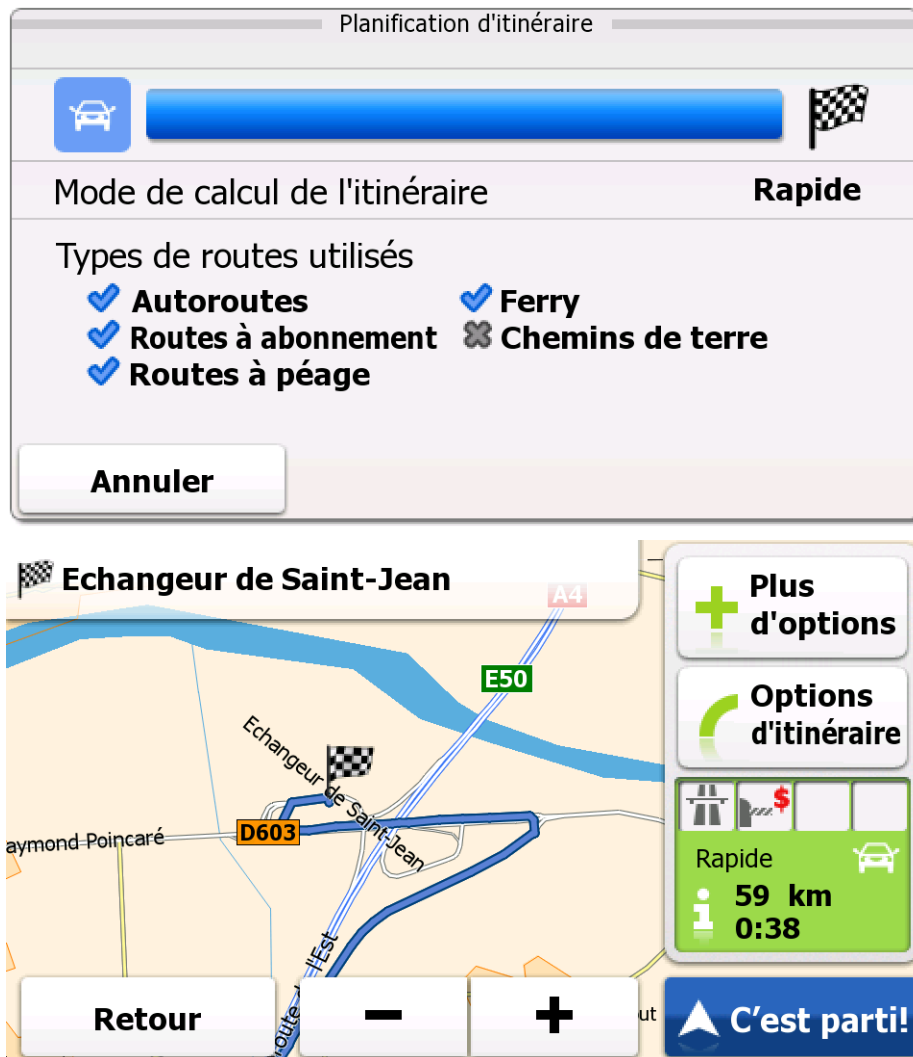 Planification d'itinéraire
Mode de calcul de l'itinéraire
Rapide
Types de routes utilisés
Autoroutes
Ferry
Routes à abonnement
Chemins de terre
Routes à péage
Annuler
Echangeur de Saint-Jean
A4
Plus
d'options
E50
Options
d'itinéraire
Echangeur de Saint-Jean
$
D603
aymond Poincaré
Rapide
59 km
0:38
l'Est
Retour
-
+
ut
C'est parti!